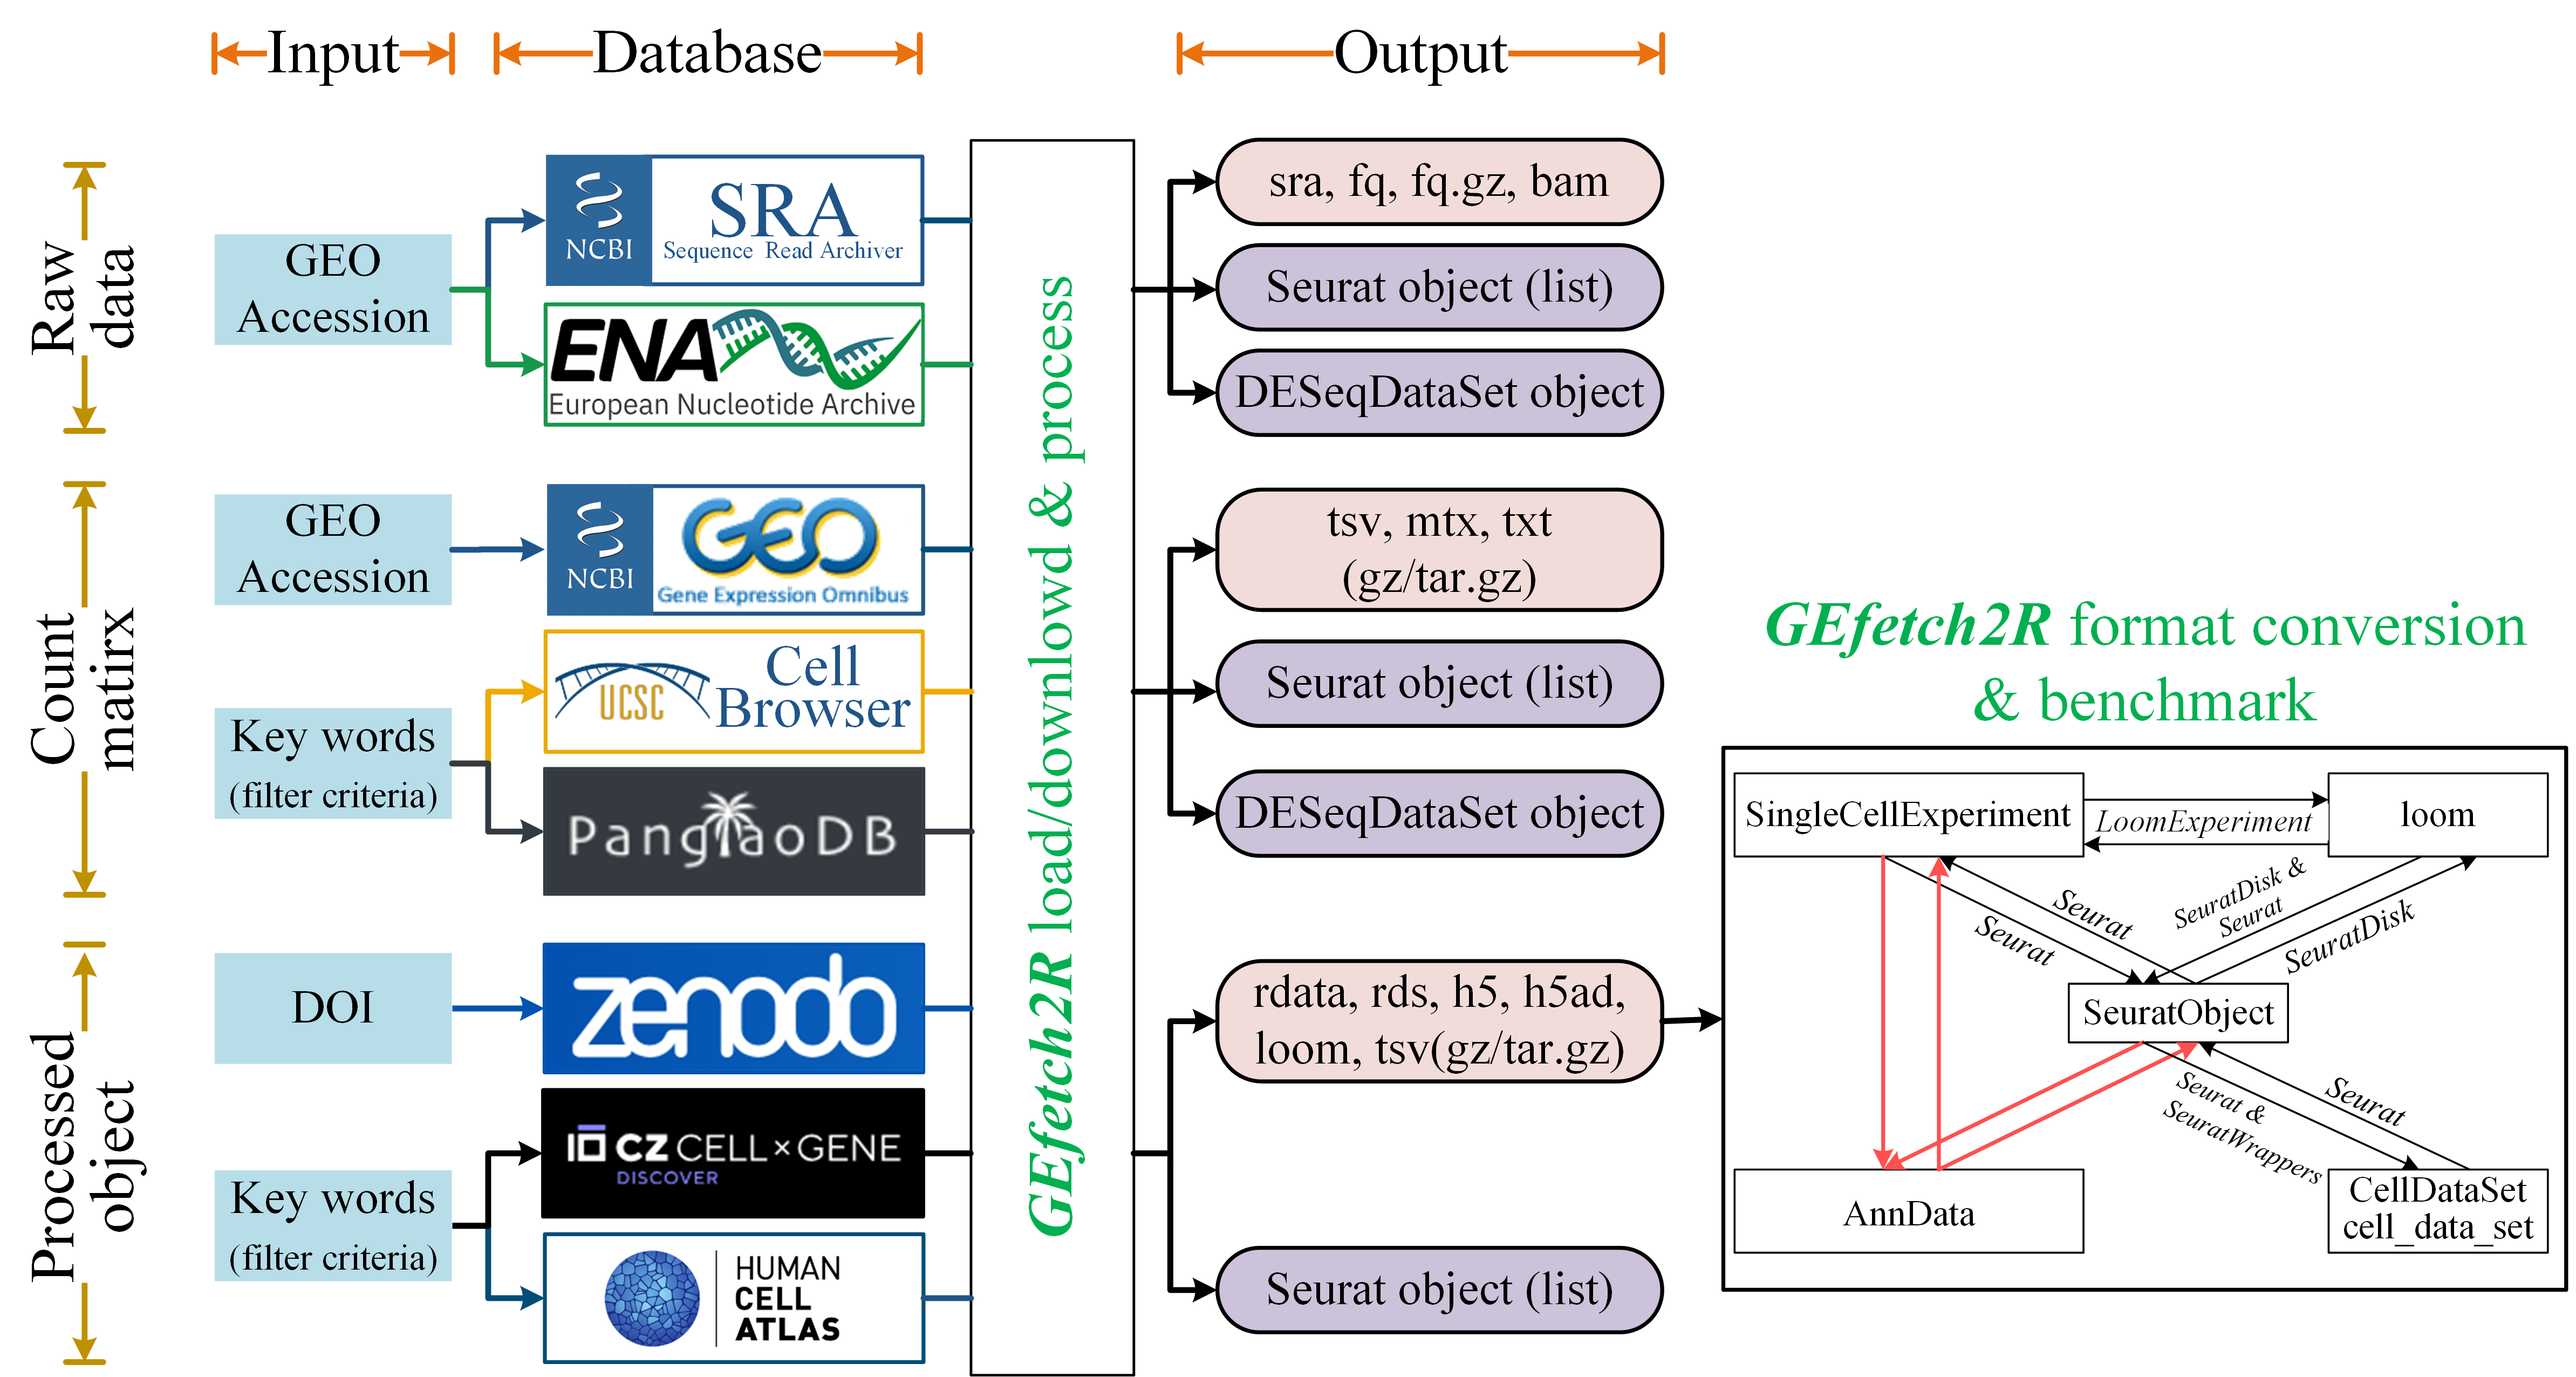 Input
Database
Output
Raw
data
GEO
Accession
NCBI
SRA
Sequence Read Archiver
ENA
European Nucleotide Archive
sra, fq, fq.gz, bam
Seurat object (list)
DESeqDataSet object
Count
matirx
GEO
Accession
NCBI
GEO
Gene Expression Omnibus
Key words
(filter criteria)
UCSC
Cell
Browser
PanglaoDB
tsv, mtx, txt
(gz/tar.gz)
Seurat object (list)
DESeqDataSet object
Processed
object
DOI
zenodo
Key words
(filter criteria)
CZ CELL×GENE
DISCOVER
HUMAN
CELL
ATLAS
GEfetch2R load/downlowd & process
rdata, rds, h5, h5ad,
loom, tsv(gz/tar.gz)
Seurat object (list)
GEfetch2R format conversion
& benchmark
SingleCellExperiment
LoomExperiment
loom
Seurat
Seurat
SeuratDisk &
Seurat
SeuratDisk
SeuratObject
Seurat &
SeuratWrappers
Seurat
AnnData
CellDataSet
cell_data_set